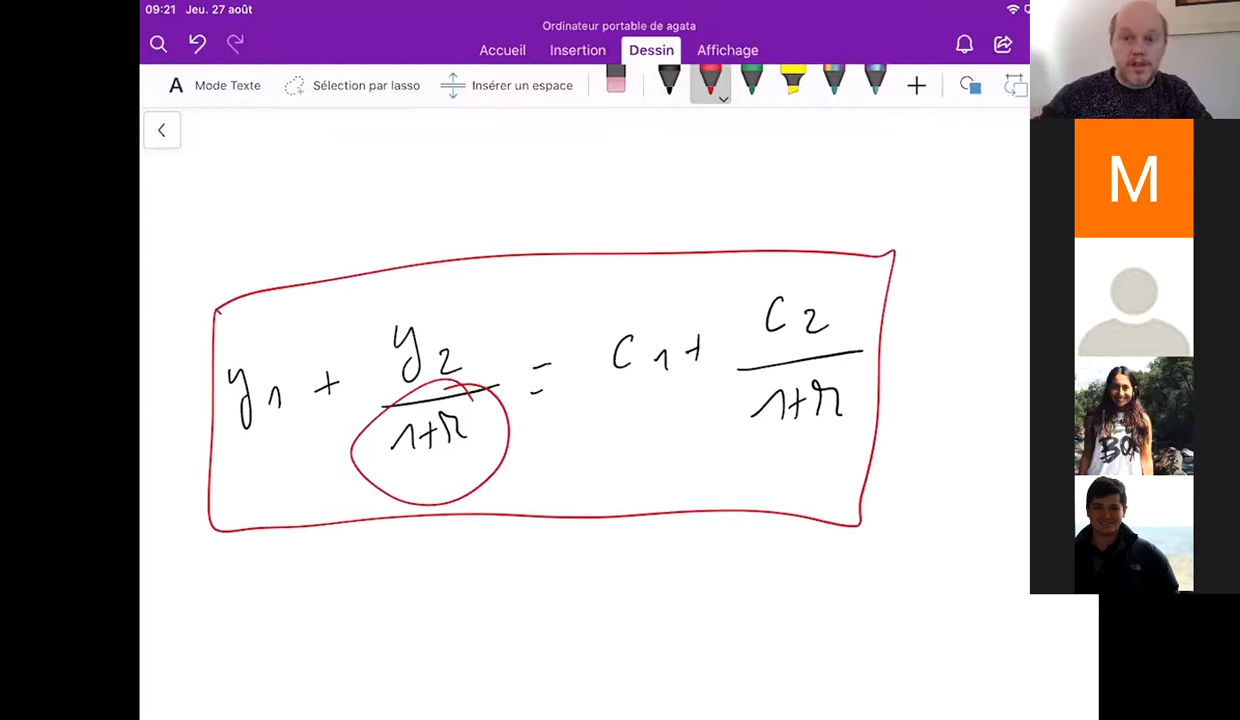 09:21 Jeu. 27 août
Ordinateur portable de agata
Accueil Insertion Dessin Affichage
A Mode Texte Sélection par lasso Insérer un espace
M
y1 + y2/(1+r) = c1 + c2/(1+r)
BO